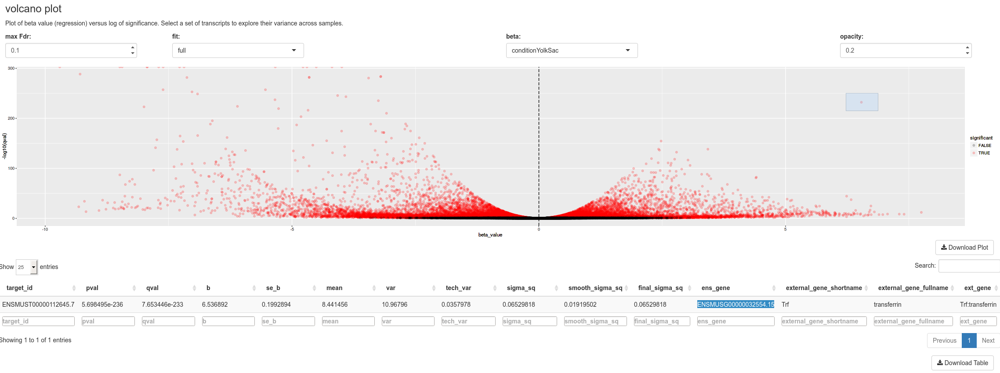 volcano plot
Plot of beta value (regression) versus log of significance. Select a set of transcripts to explore their variance across samples.
max Fdr: fit: beta: opacity:
0.1 full conditionYolkSac 0.2
300
200
100
0
-log10(qval)
-10 -5 0 5
beta_value
significant
FALSE
TRUE
Download Plot
Show 25 entries
Search:
target_id pval qval b se_b mean var tech_var sigma_sq smooth_sigma_sq final_sigma_sq ens_gene external_gene_shortname external_gene_fullname ext_gene
ENSMUST00000112645.7 5.698495e-236 7.653446e-233 6.536892 0.1992894 8.441456 10.96796 0.0357978 0.06529818 0.01919502 0.06529818 ENSMUSG00000032554.15 Trf transferrin Trf:transferrin
target_id pval qval b se_b mean var tech_var sigma_sq smooth_sigma_sq final_sigma_sq ens_gene external_gene_shortname external_gene_fullname ext_gene
Showing 1 to 1 of 1 entries
Previous 1 Next
Download Table